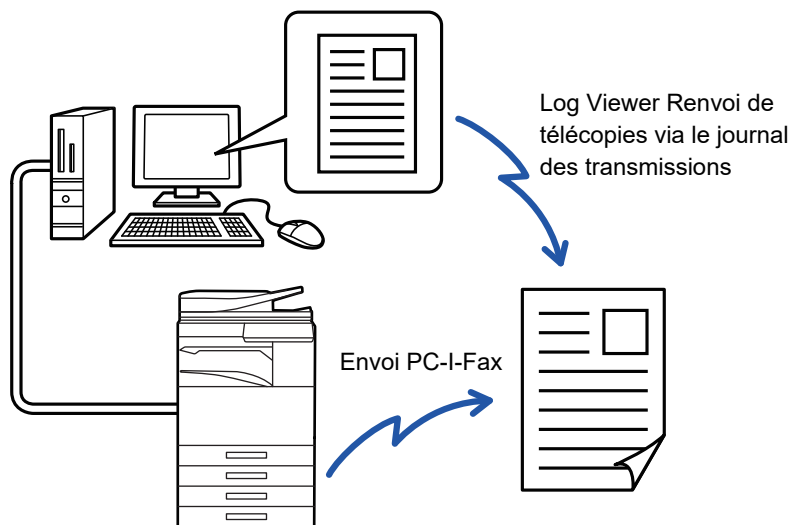 Log Viewer Renvoi de
télécopies via le journal
des transmissions
Envoi PC-I-Fax